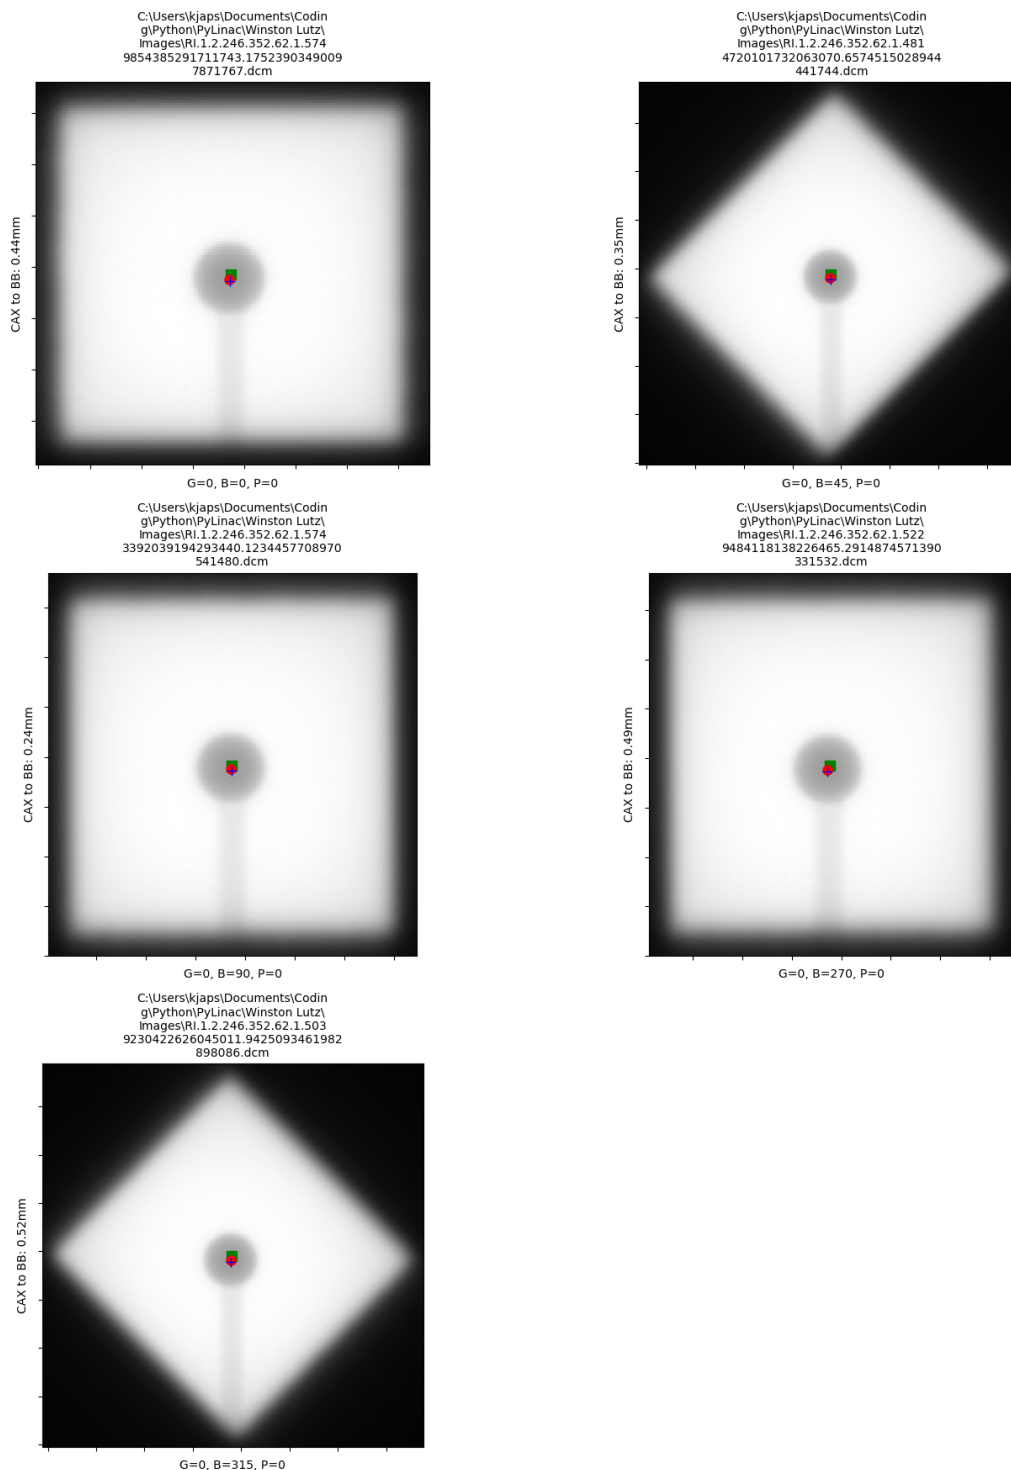 C:\Users\kjaps\Documents\Codin
g\Python\PyLinac\Winston Lutz\
Images\RI.1.2.246.352.62.1.574
9854385291711743.1752390349009
7871767.dcm
CAX to BB: 0.44mm
G=0, B=0, P=0
C:\Users\kjaps\Documents\Codin
g\Python\PyLinac\Winston Lutz\
Images\RI.1.2.246.352.62.1.481
4720101732063070.6574515028944
441744.dcm
CAX to BB: 0.35mm
G=0, B=45, P=0
C:\Users\kjaps\Documents\Codin
g\Python\PyLinac\Winston Lutz\
Images\RI.1.2.246.352.62.1.574
3392039194293440.1234457708970
541480.dcm
CAX to BB: 0.24mm
G=0, B=90, P=0
C:\Users\kjaps\Documents\Codin
g\Python\PyLinac\Winston Lutz\
Images\RI.1.2.246.352.62.1.522
9484118138226465.2914874571390
331532.dcm
CAX to BB: 0.49mm
G=0, B=270, P=0
C:\Users\kjaps\Documents\Codin
g\Python\PyLinac\Winston Lutz\
Images\RI.1.2.246.352.62.1.503
9230422626045011.9425093461982
898086.dcm
CAX to BB: 0.52mm
G=0, B=315, P=0